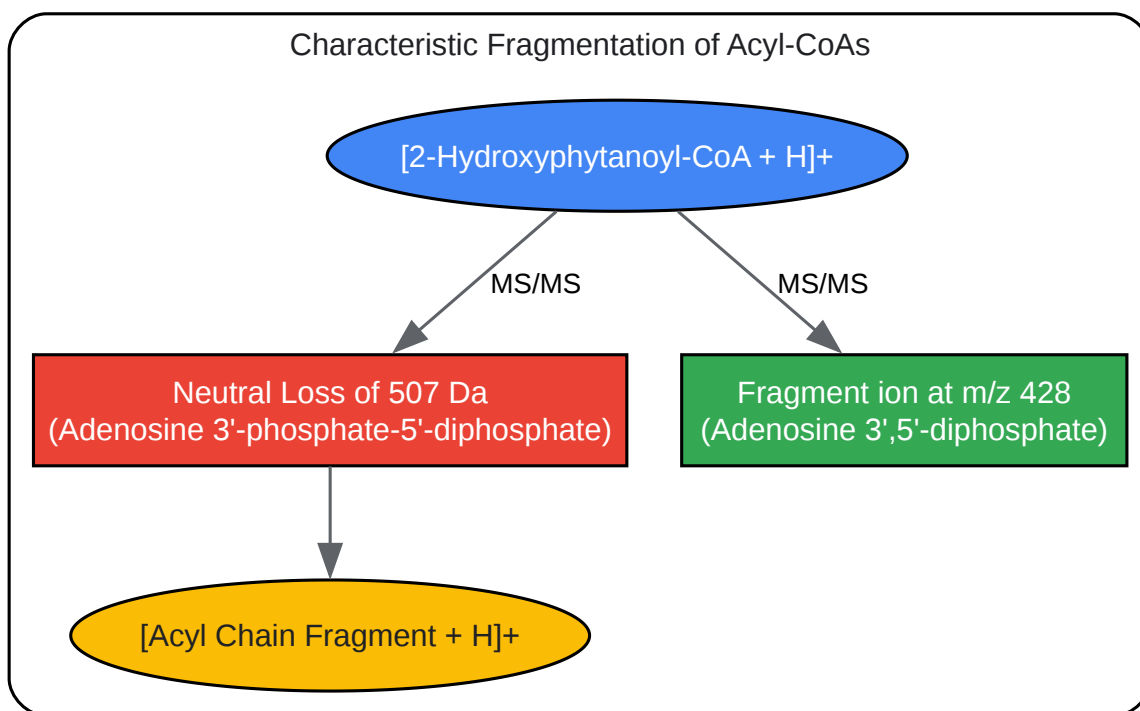 Characteristic Fragmentation of Acyl-CoAs
[2-Hydroxyphytanoyl-CoA + H]+
MS/MS
MS/MS
Neutral Loss of 507 Da
(Adenosine 3'-phosphate-5'-diphosphate)
Fragment ion at m/z 428
(Adenosine 3',5'-diphosphate)
[Acyl Chain Fragment + H]+